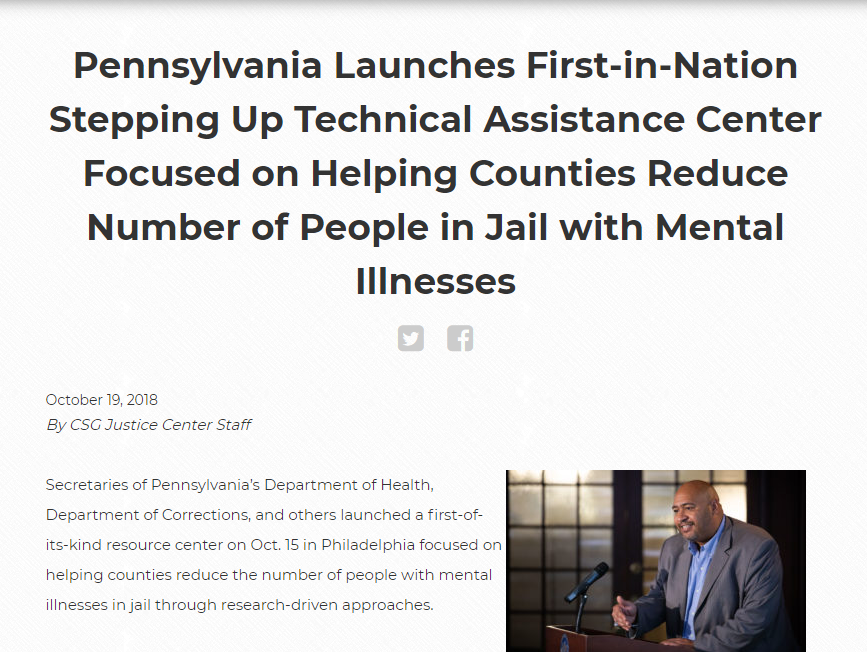 Pennsylvania Launches First-in-Nation
Stepping Up Technical Assistance Center
Focused on Helping Counties Reduce
Number of People in Jail with Mental
Illnesses
October 19, 2018
By CSG Justice Center Staff
Secretaries of Pennsylvania's Department of Health,
Department of Corrections, and others launched a first-of-
its-kind resource center on Oct. 15 in Philadelphia focused on
helping counties reduce the number of people with mental
illnesses in jail through research-driven approaches.